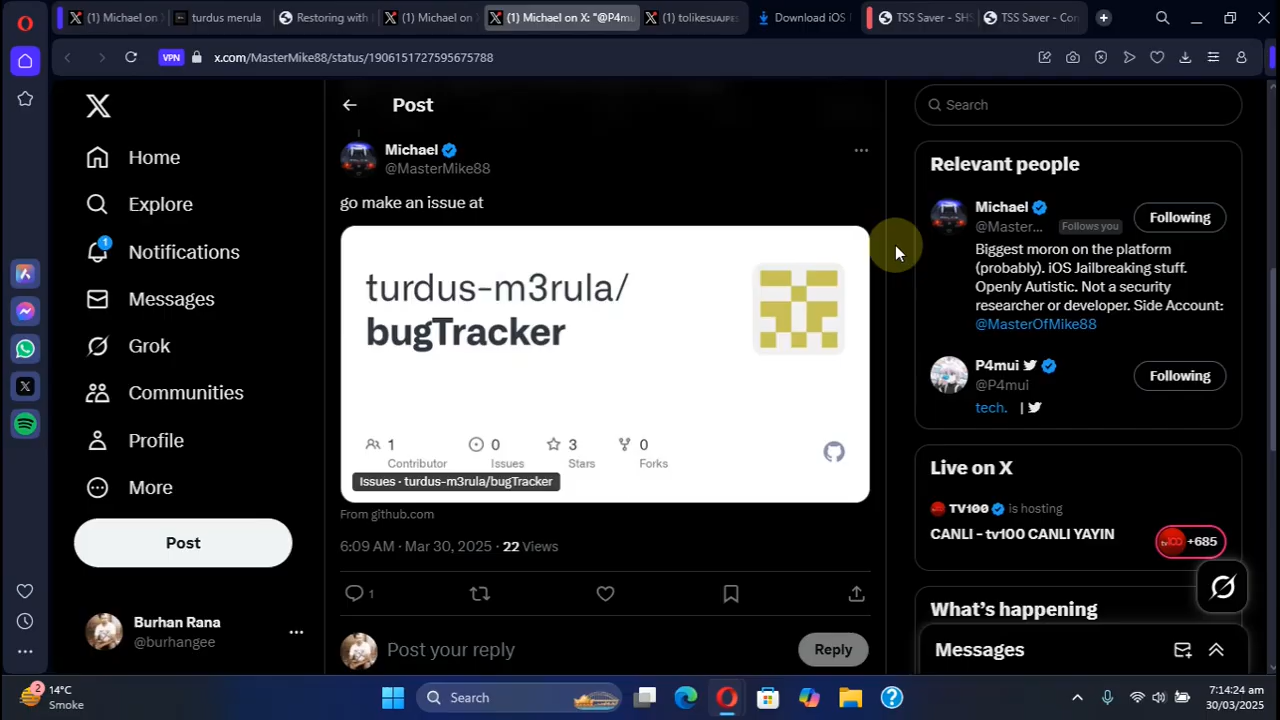 (1) Michael on
turdus merula
Restoring with
(1) Michael on
(1) Michael on X: "@P4mu
Download iOS
TSS Saver - SHS
TSS Saver - Co
VPN
x.com/MasterMike88/status/1906151727595675788
Home
Explore
1
Notifications
Messages
Grok
Communities
Profile
More
Post
Burhan Rana
@burhangee
Post
Michael
@MasterMike88
go make an issue at
turdus-m3rula/
bugTracker
1
Contributor
0
Issues
3
Stars
0
Forks
Issues · turdus-m3rula/bugTracker
From github.com
6:09 AM · Mar 30, 2025 · 22 Views
1
Post your reply
Reply
Search
Relevant people
Michael
@Master...
Follows you
Following
Biggest moron on the platform
(probably). iOS Jailbreaking stuff.
Openly Autistic. Not a security
researcher or developer. Side Account:
@MasterOfMike88
P4mui
@P4mui
Following
tech. |
Live on X
TV100 is hosting
CANLI - tv100 CANLI YAYIN
+685
What's happening
Messages
2
14°C
Smoke
Search
7:14:24 am
30/03/2025